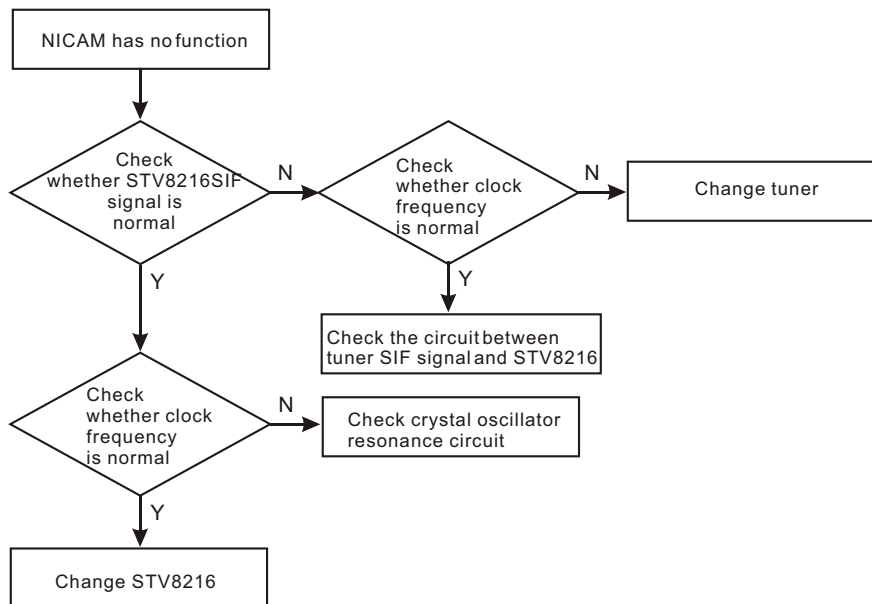 NICAM has no function
Check
whether STV8216SIF
signal is
normal
N
Check
whether clock
frequency
is normal
N
Change tuner
Y
Y
Check the circuit between
tuner SIF signal and STV8216
Check
whether clock
frequency
is normal
N
Check crystal oscillator
resonance circuit
Y
Change STV8216